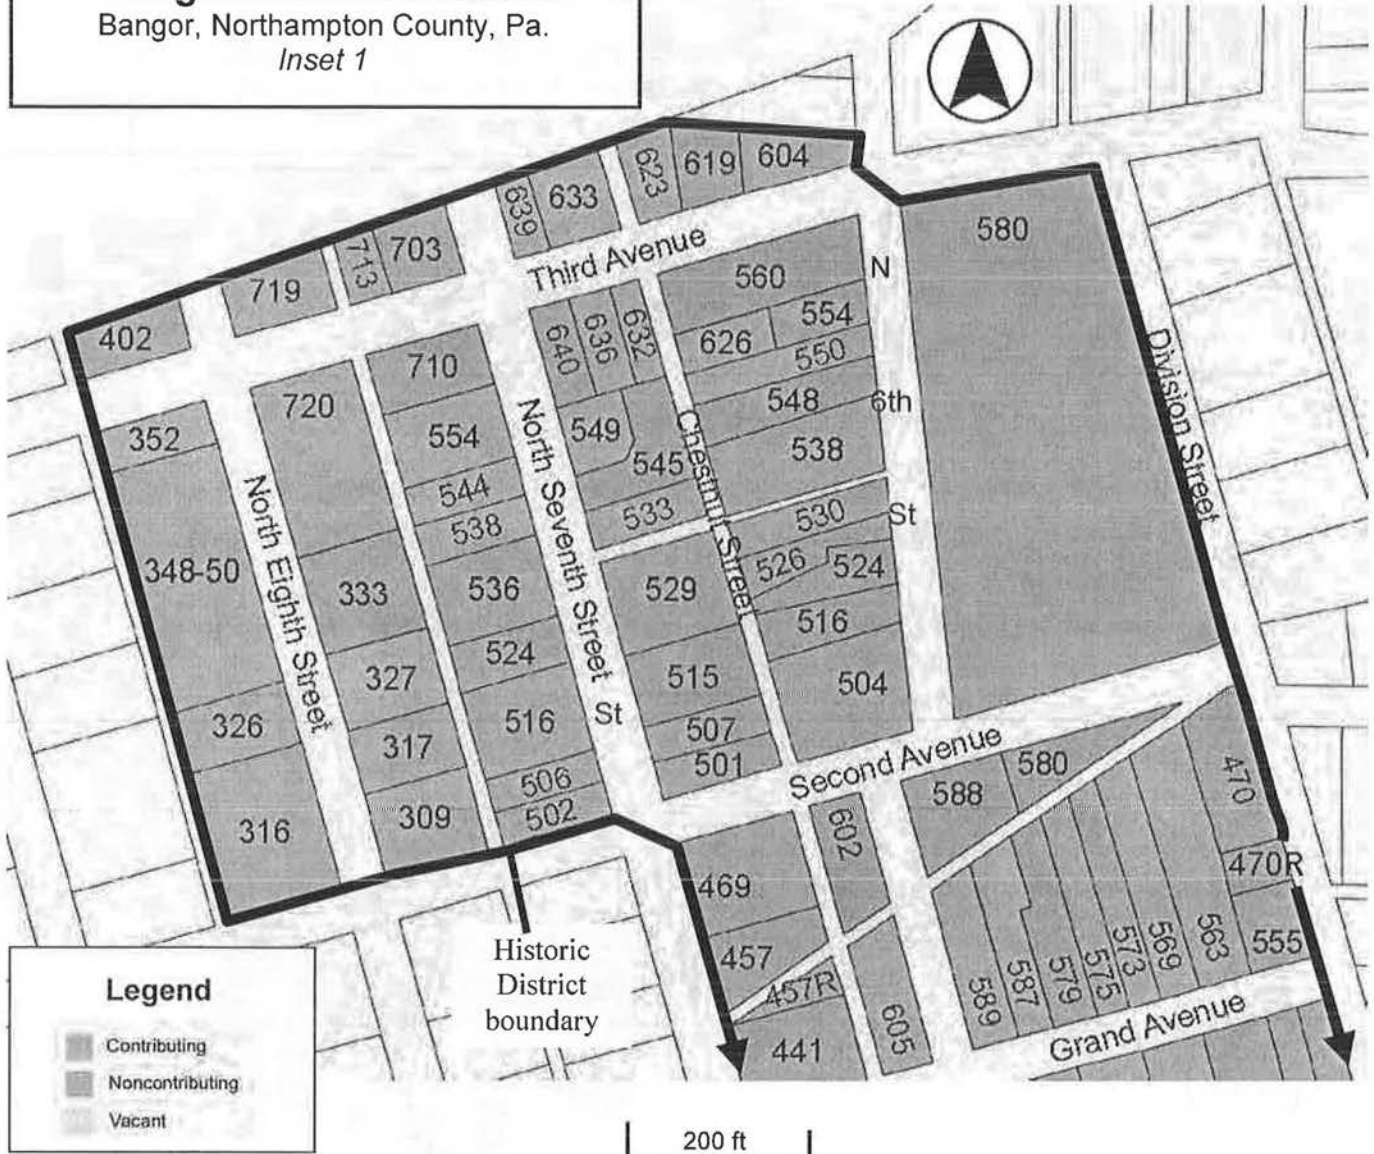 Bangor, Northampton County, Pa.
Inset 1
623
619
604
639
633
580
713
703
Third Avenue
719
560
N
402
640
636
632
554
626
550
710
720
548
6th
352
554
549
538
545
Division Street
544
533
530
St
538
Chestnut Street
348-50
North Eighth Street
North Seventh Street
526
524
333
536
529
516
524
327
515
504
326
516
St
507
317
501
Second Avenue
506
580
470
502
588
316
309
602
469
470R
Historic
District
boundary
457
555
457R
589
587
579
575
573
569
563
441
605
Grand Avenue
Legend
Contributing
Noncontributing
Vacant
200 ft